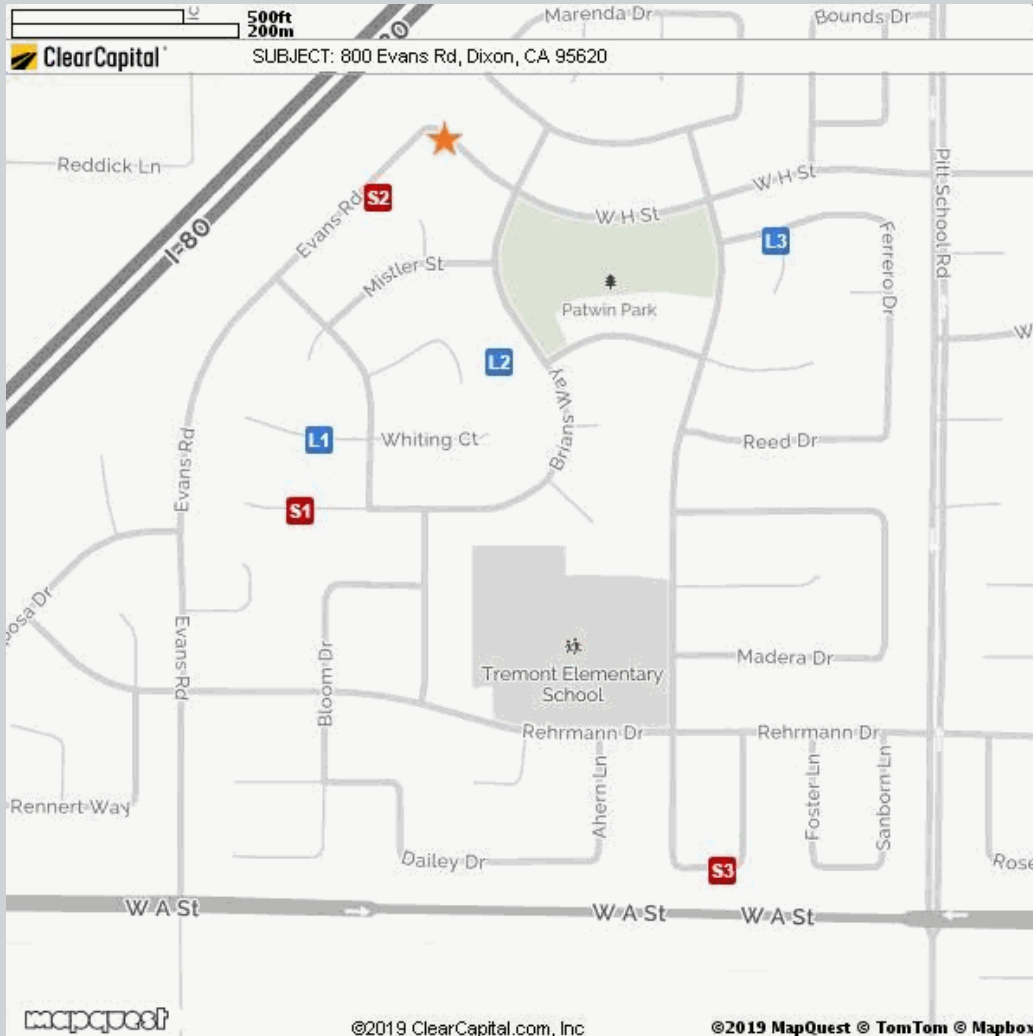 500ft
200m
Marenda Dr
Bounds Dr
ClearCapital
SUBJECT: 800 Evans Rd, Dixon, CA 95620
Reddick Ln
I-80
Evans Rd
S2
W H St
W H St
Pitt School Rd
L3
Ferrero Dr
Mistler St
Patwin Park
L2
Brians Way
L1
Whiting Ct
Reed Dr
Evans Rd
S1
Evans Rd
Bloom Dr
Tremont Elementary
School
Madera Dr
Rehrmann Dr
Rehrmann Dr
Ahern Ln
Foster Ln
Sanborn Ln
Rennert Way
Dailey Dr
S3
W A St
W A St
W A St
mapquest
©2019 ClearCapital.com, Inc
©2019 MapQuest © TomTom © Mapbox